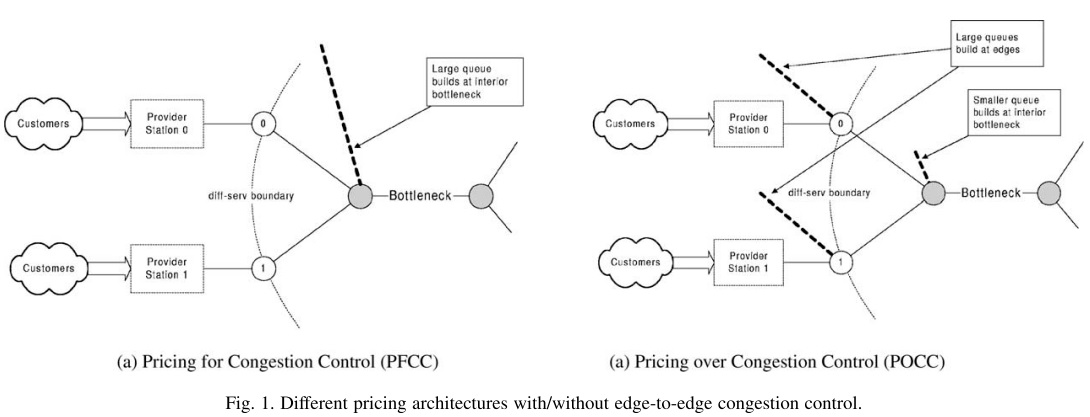 Large queue
builds at interior
bottleneck
Customers
Provider
Station 0
0
diff-serv boundary
Bottleneck
Customers
Provider
Station 1
1
(a) Pricing for Congestion Control (PFCC)
Large queues
build at edges
Smaller queue
builds at interior
bottleneck
Customers
Provider
Station 0
0
diff-serv boundary
Bottleneck
Customers
Provider
Station 1
1
(a) Pricing over Congestion Control (POCC)
Fig. 1. Different pricing architectures with/without edge-to-edge congestion control.